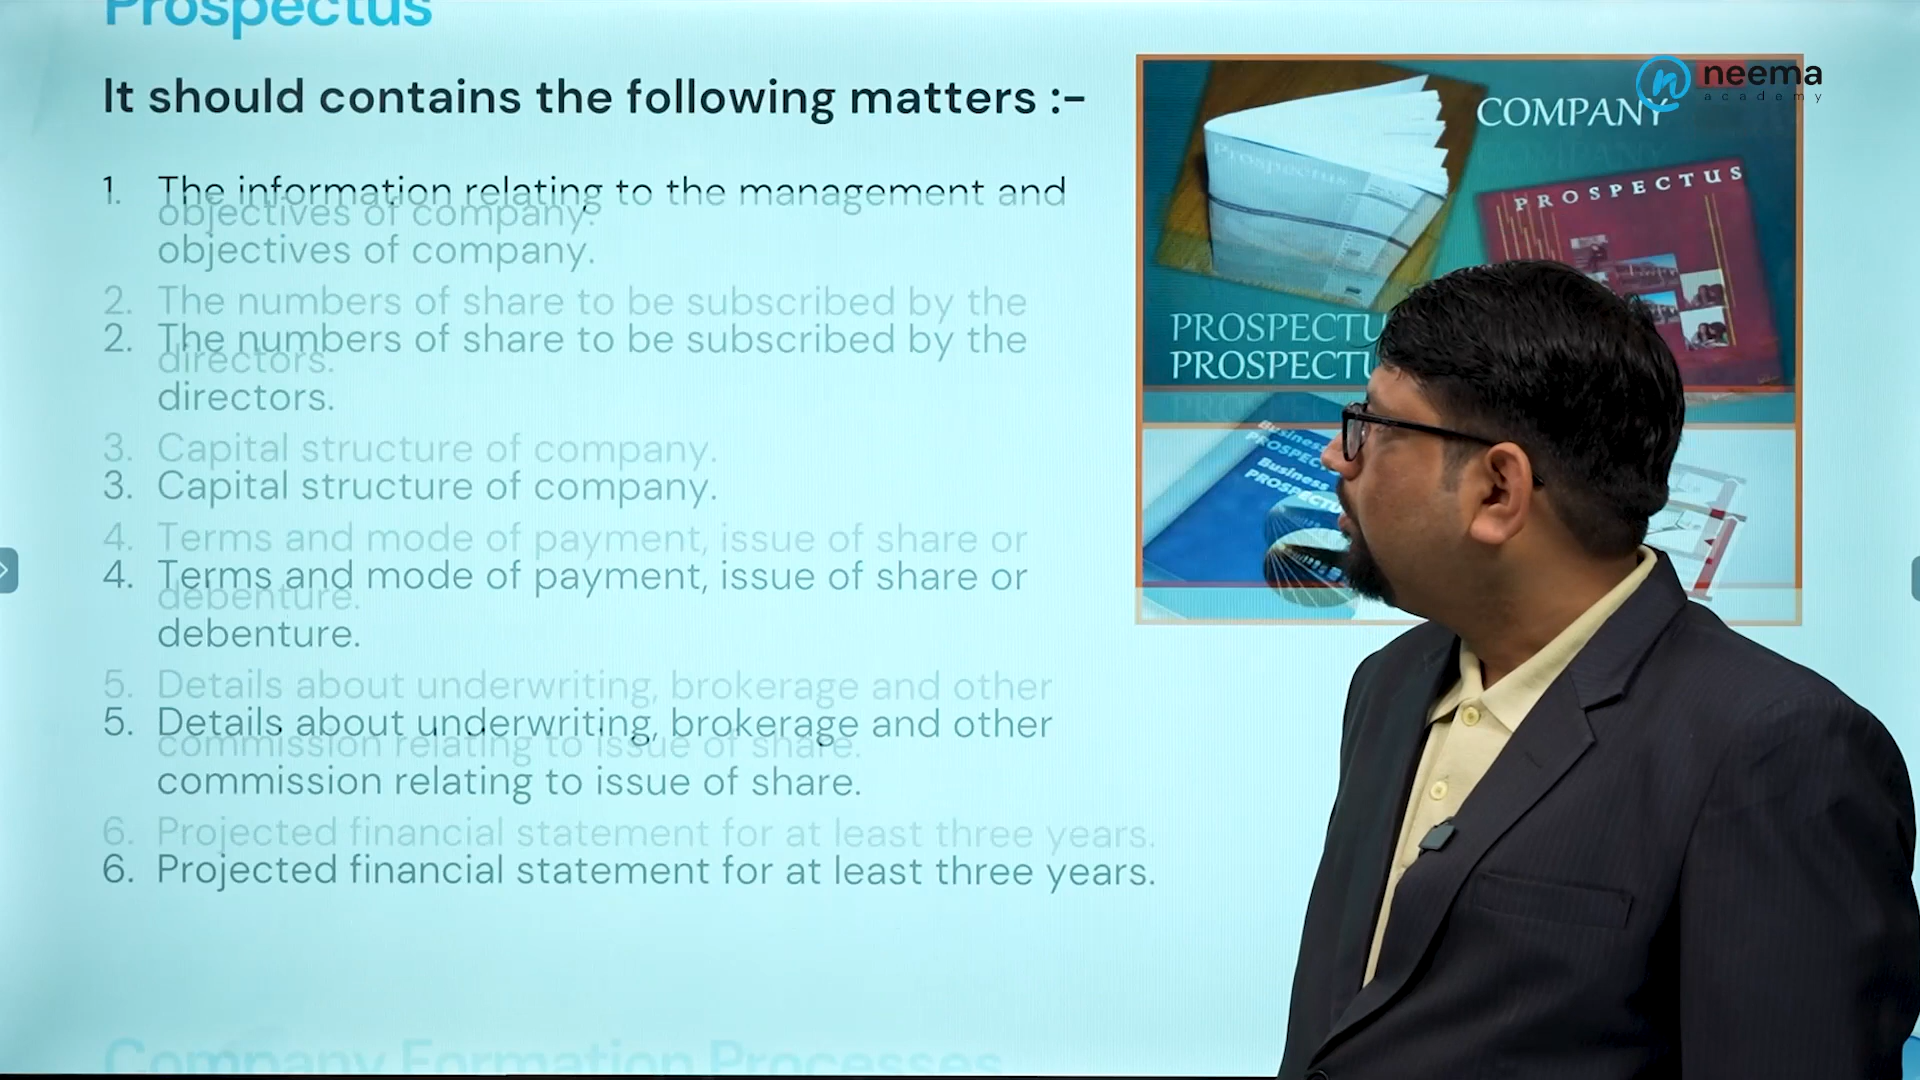 Prospectus
It should contains the following matters :-
1. The information relating to the management and
objectives of company.
2. The numbers of share to be subscribed by the
directors.
3. Capital structure of company.
4. Terms and mode of payment, issue of share or
debenture.
5. Details about underwriting, brokerage and other
commission relating to issue of share.
6. Projected financial statement for at least three years.
Company Formation Processes
neema
academy
COMPANY
Prospectus
PROSPECTUS
PROSPECTU
Business
PROSPECT